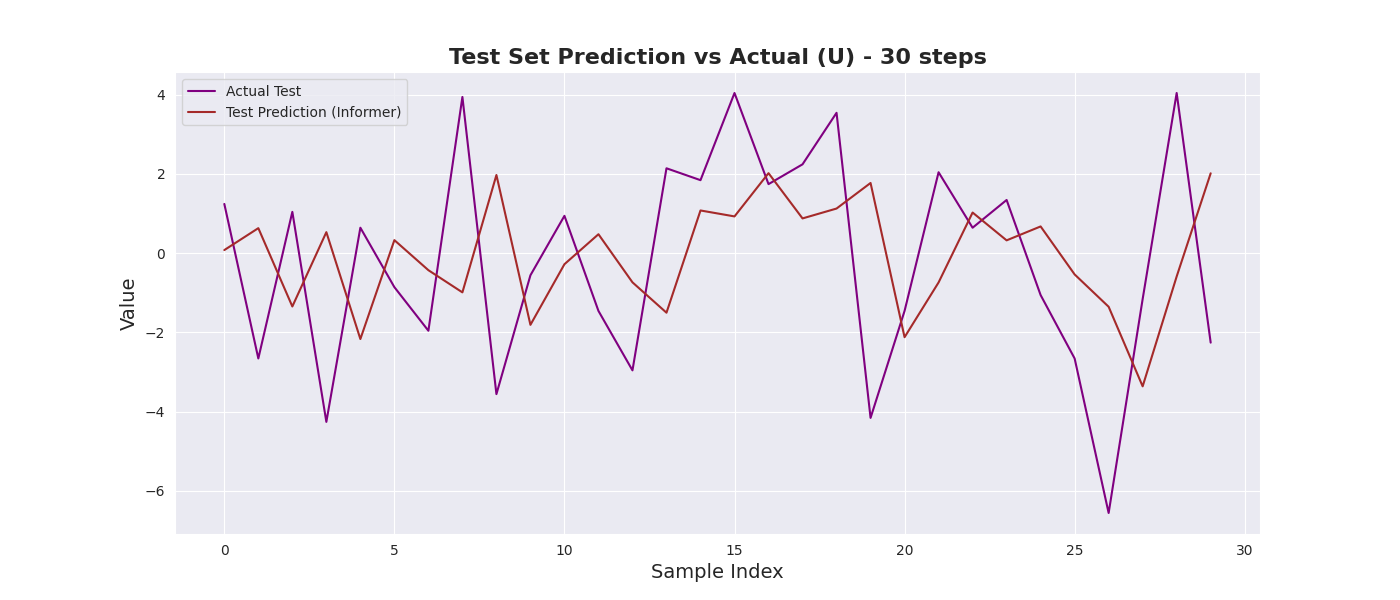 Test Set Prediction vs Actual (U) - 30 steps
Actual Test
Test Prediction (Informer)
4
2
0
−2
−4
−6
Value
0 5 10 15 20 25 30
Sample Index